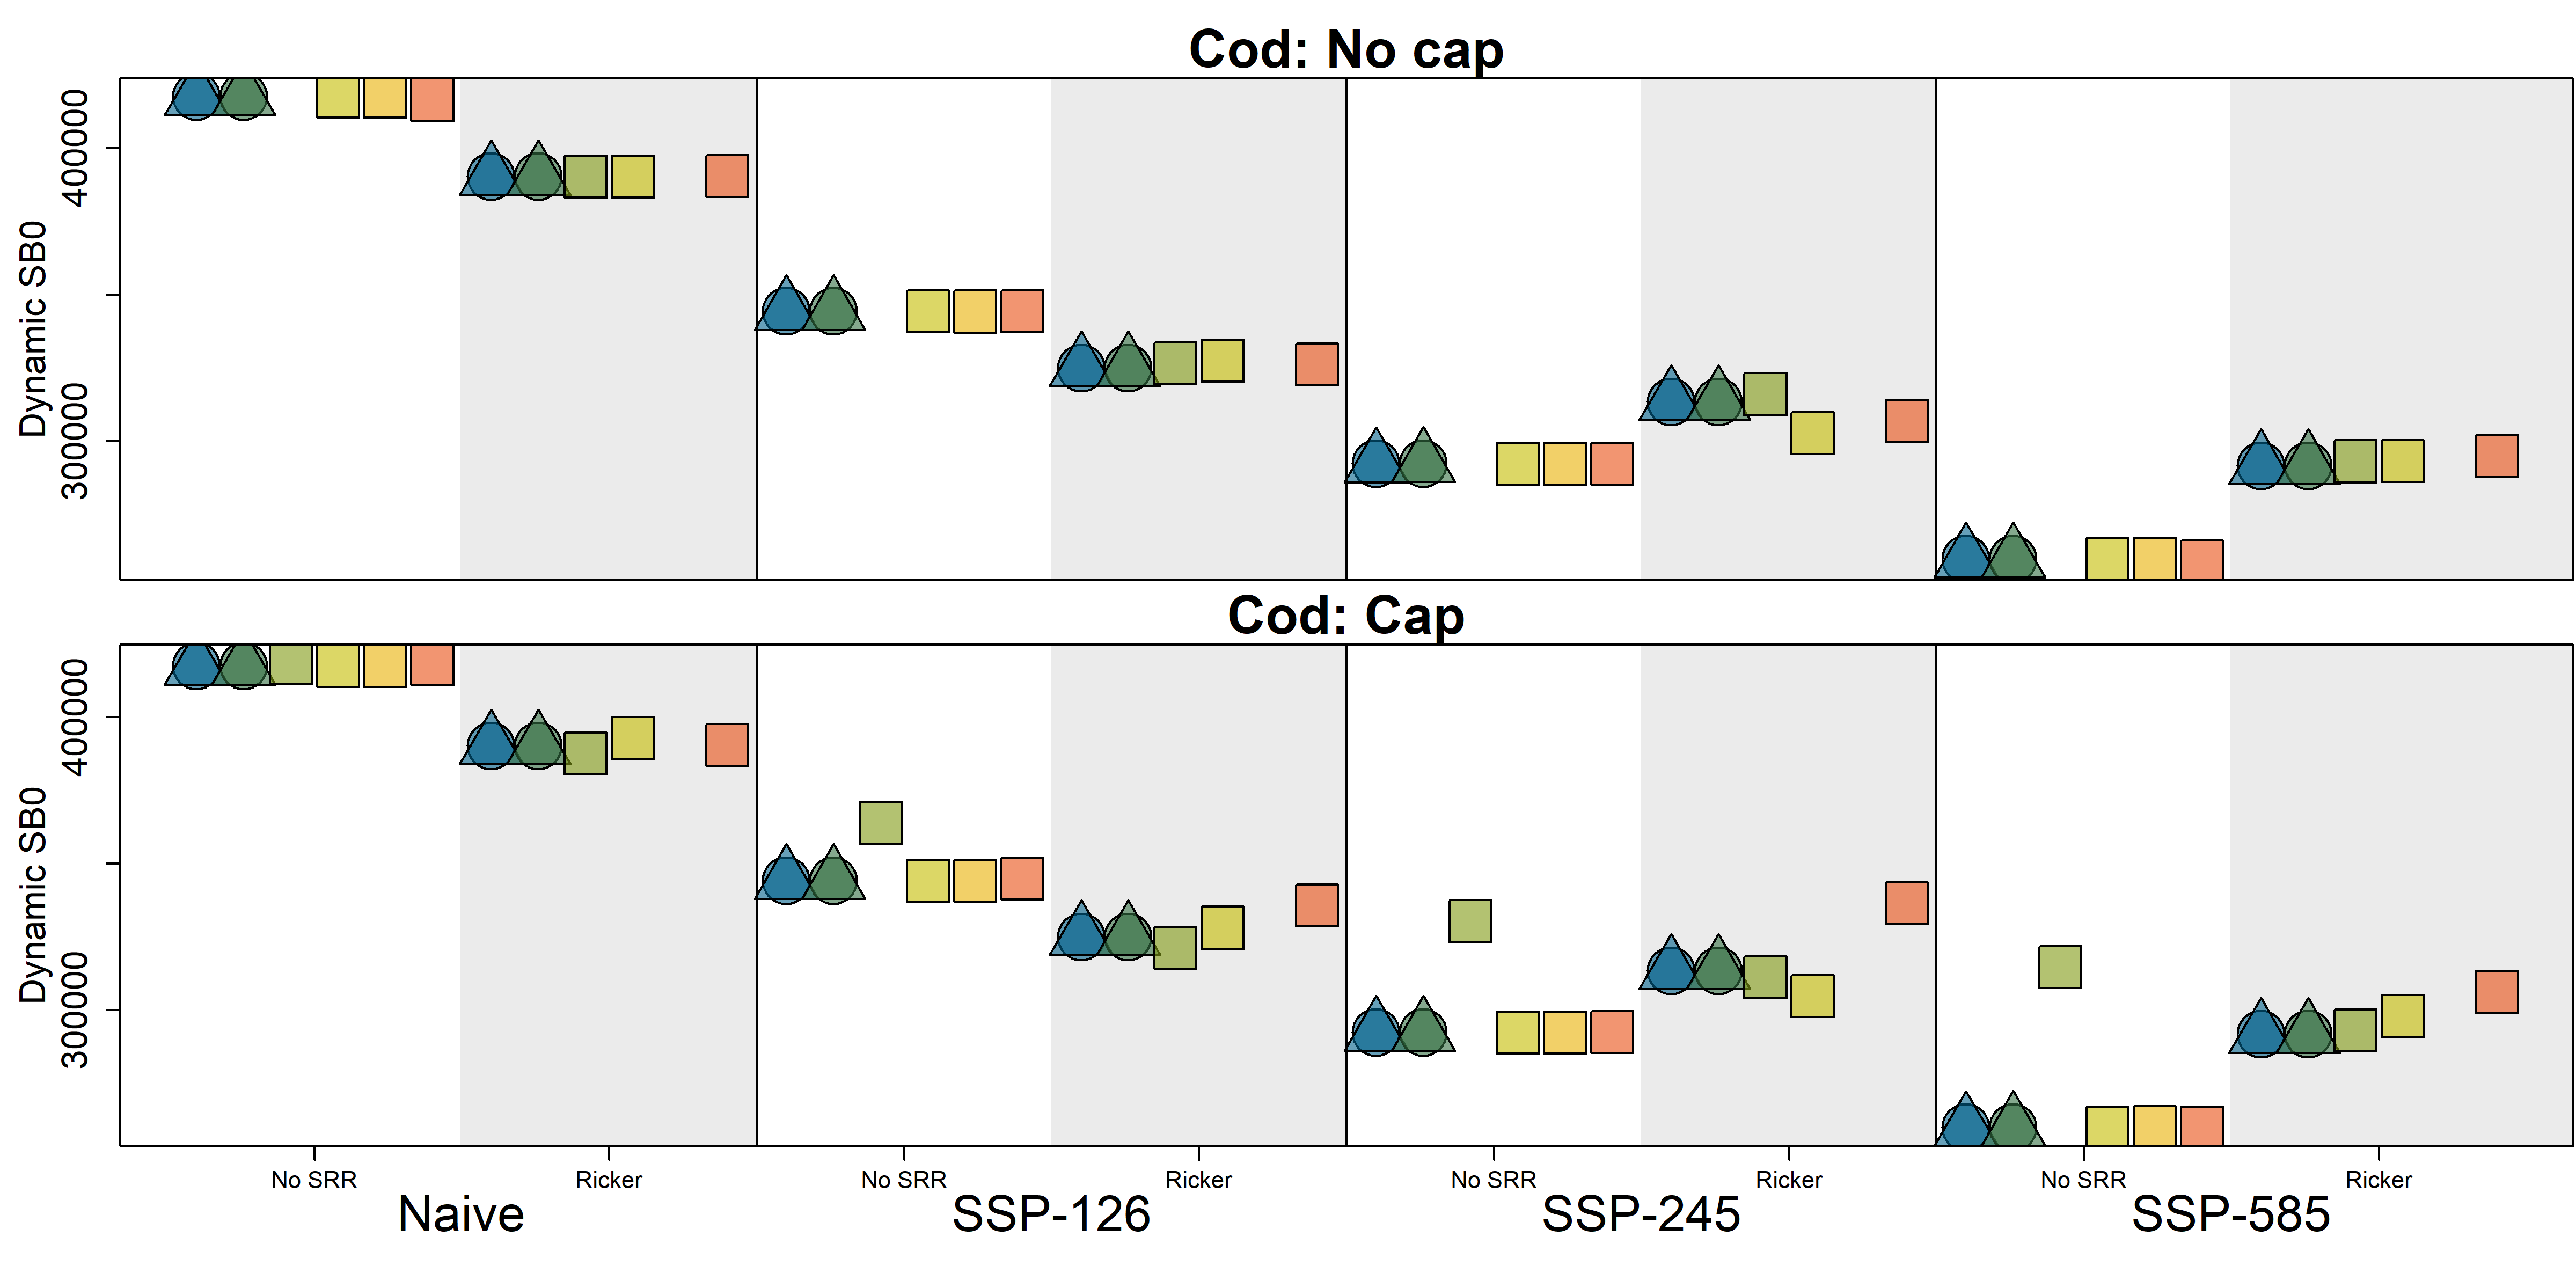 Cod: No cap
Dynamic SB0
400000
300000
Cod: Cap
Dynamic SB0
400000
300000
No SRR Ricker No SRR Ricker No SRR Ricker No SRR Ricker
Naive SSP-126 SSP-245 SSP-585